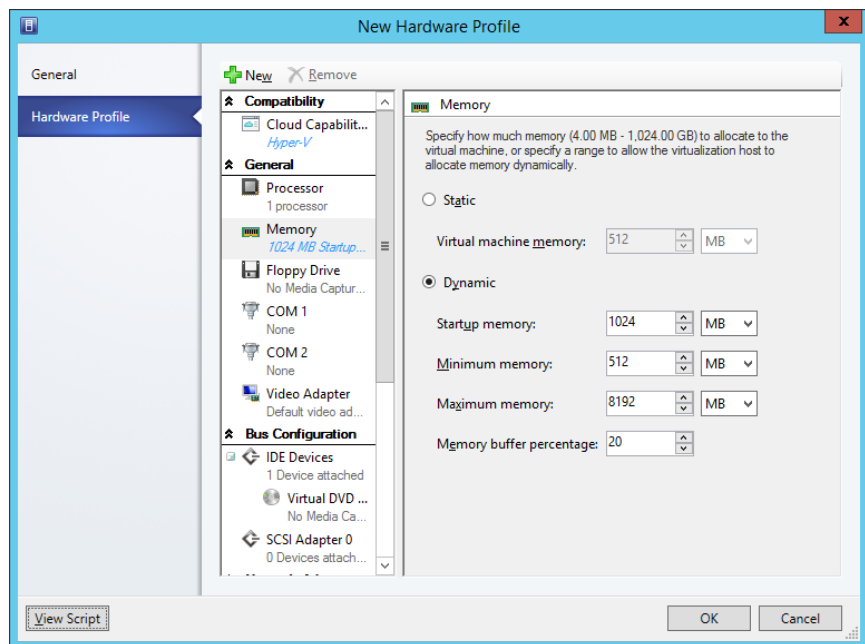 New Hardware Profile
x
General
Hardware Profile
New Remove
Compatibility
Cloud Capabilit...
Hyper-V
General
Processor
1 processor
Memory
1024 MB Startup...
Floppy Drive
No Media Captur...
COM 1
None
COM 2
None
Video Adapter
Default video ad...
Bus Configuration
IDE Devices
1 Device attached
Virtual DVD ...
No Media Ca...
SCSI Adapter 0
0 Devices attach...
Memory
Specify how much memory (4.00 MB - 1,024.00 GB) to allocate to the
virtual machine, or specify a range to allow the virtualization host to
allocate memory dynamically.
Static
Virtual machine memory: 512 MB
Dynamic
Startup memory: 1024 MB
Minimum memory: 512 MB
Maximum memory: 8192 MB
Memory buffer percentage: 20
View Script
OK Cancel